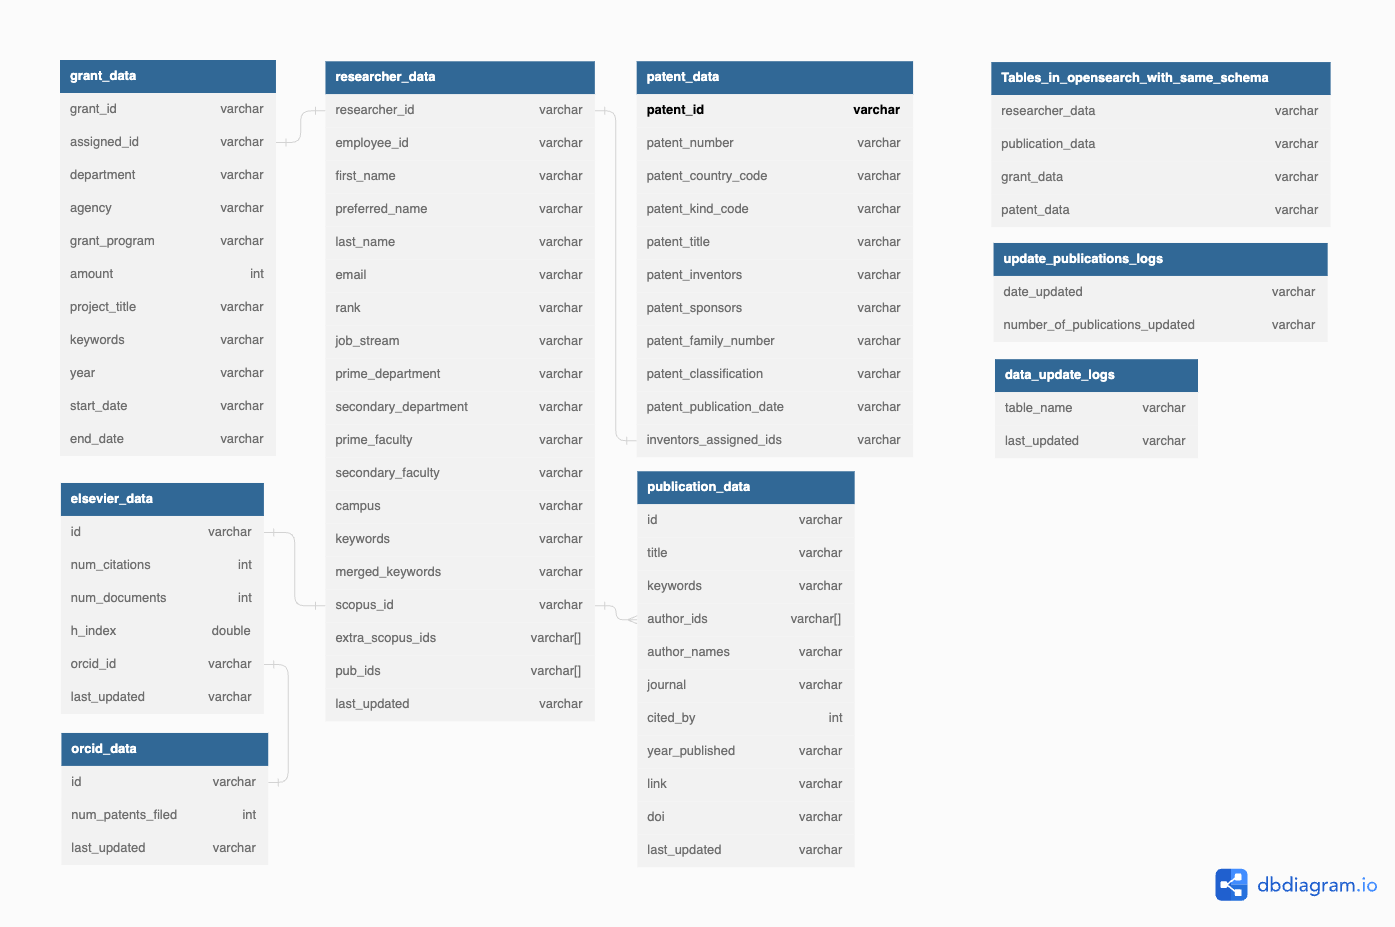 grant_data
grant_id varchar
assigned_id varchar
department varchar
agency varchar
grant_program varchar
amount int
project_title varchar
keywords varchar
year varchar
start_date varchar
end_date varchar
elsevier_data
id varchar
num_citations int
num_documents int
h_index double
orcid_id varchar
last_updated varchar
orcid_data
id varchar
num_patents_filed int
last_updated varchar
researcher_data
researcher_id varchar
employee_id varchar
first_name varchar
preferred_name varchar
last_name varchar
email varchar
rank varchar
job_stream varchar
prime_department varchar
secondary_department varchar
prime_faculty varchar
secondary_faculty varchar
campus varchar
keywords varchar
merged_keywords varchar
scopus_id varchar
extra_scopus_ids varchar[]
pub_ids varchar[]
last_updated varchar
patent_data
patent_id varchar
patent_number varchar
patent_country_code varchar
patent_kind_code varchar
patent_title varchar
patent_inventors varchar
patent_sponsors varchar
patent_family_number varchar
patent_classification varchar
patent_publication_date varchar
inventors_assigned_ids varchar
publication_data
id varchar
title varchar
keywords varchar
author_ids varchar[]
author_names varchar
journal varchar
cited_by int
year_published varchar
link varchar
doi varchar
last_updated varchar
Tables_in_opensearch_with_same_schema
researcher_data varchar
publication_data varchar
grant_data varchar
patent_data varchar
update_publications_logs
date_updated varchar
number_of_publications_updated varchar
data_update_logs
table_name varchar
last_updated varchar
dbdiagram.io